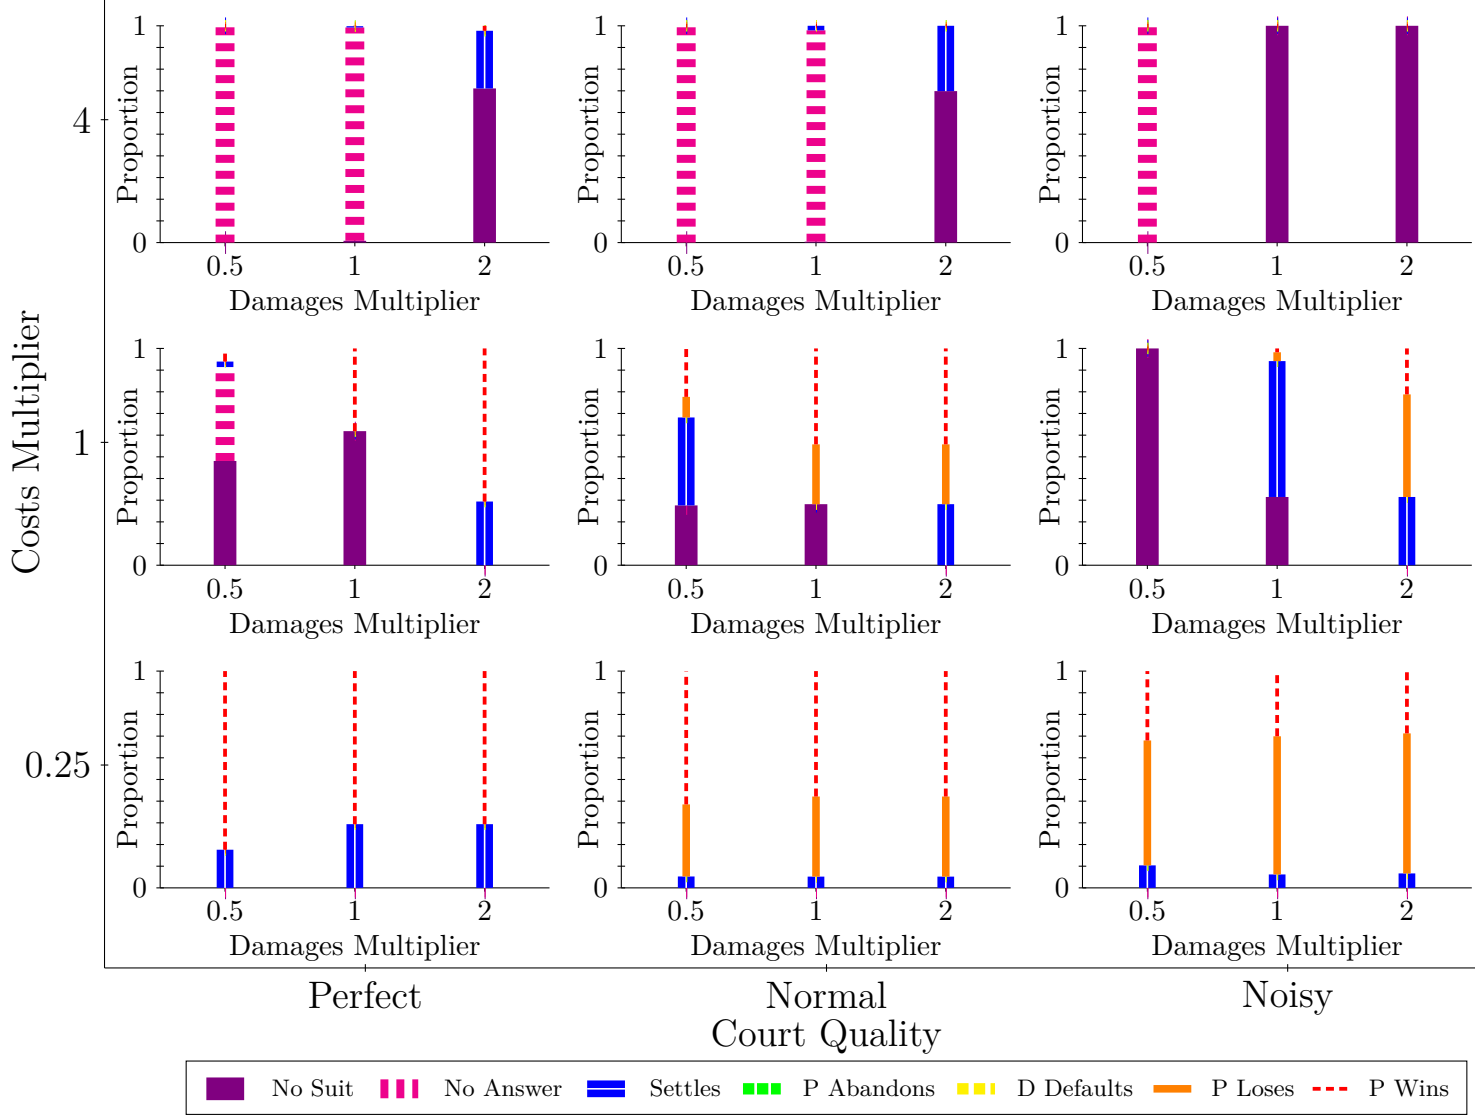 1
Proportion
0
0.5 1 2
Damages Multiplier
1
Proportion
0
0.5 1 2
Damages Multiplier
1
Proportion
0
0.5 1 2
Damages Multiplier
4
1
Proportion
0
0.5 1 2
Damages Multiplier
1
Proportion
0
0.5 1 2
Damages Multiplier
1
Proportion
0
0.5 1 2
Damages Multiplier
Costs Multiplier
1
1
Proportion
0
0.5 1 2
Damages Multiplier
1
Proportion
0
0.5 1 2
Damages Multiplier
1
Proportion
0
0.5 1 2
Damages Multiplier
0.25
Perfect Normal Noisy
Court Quality
No Suit No Answer Settles P Abandons D Defaults P Loses P Wins